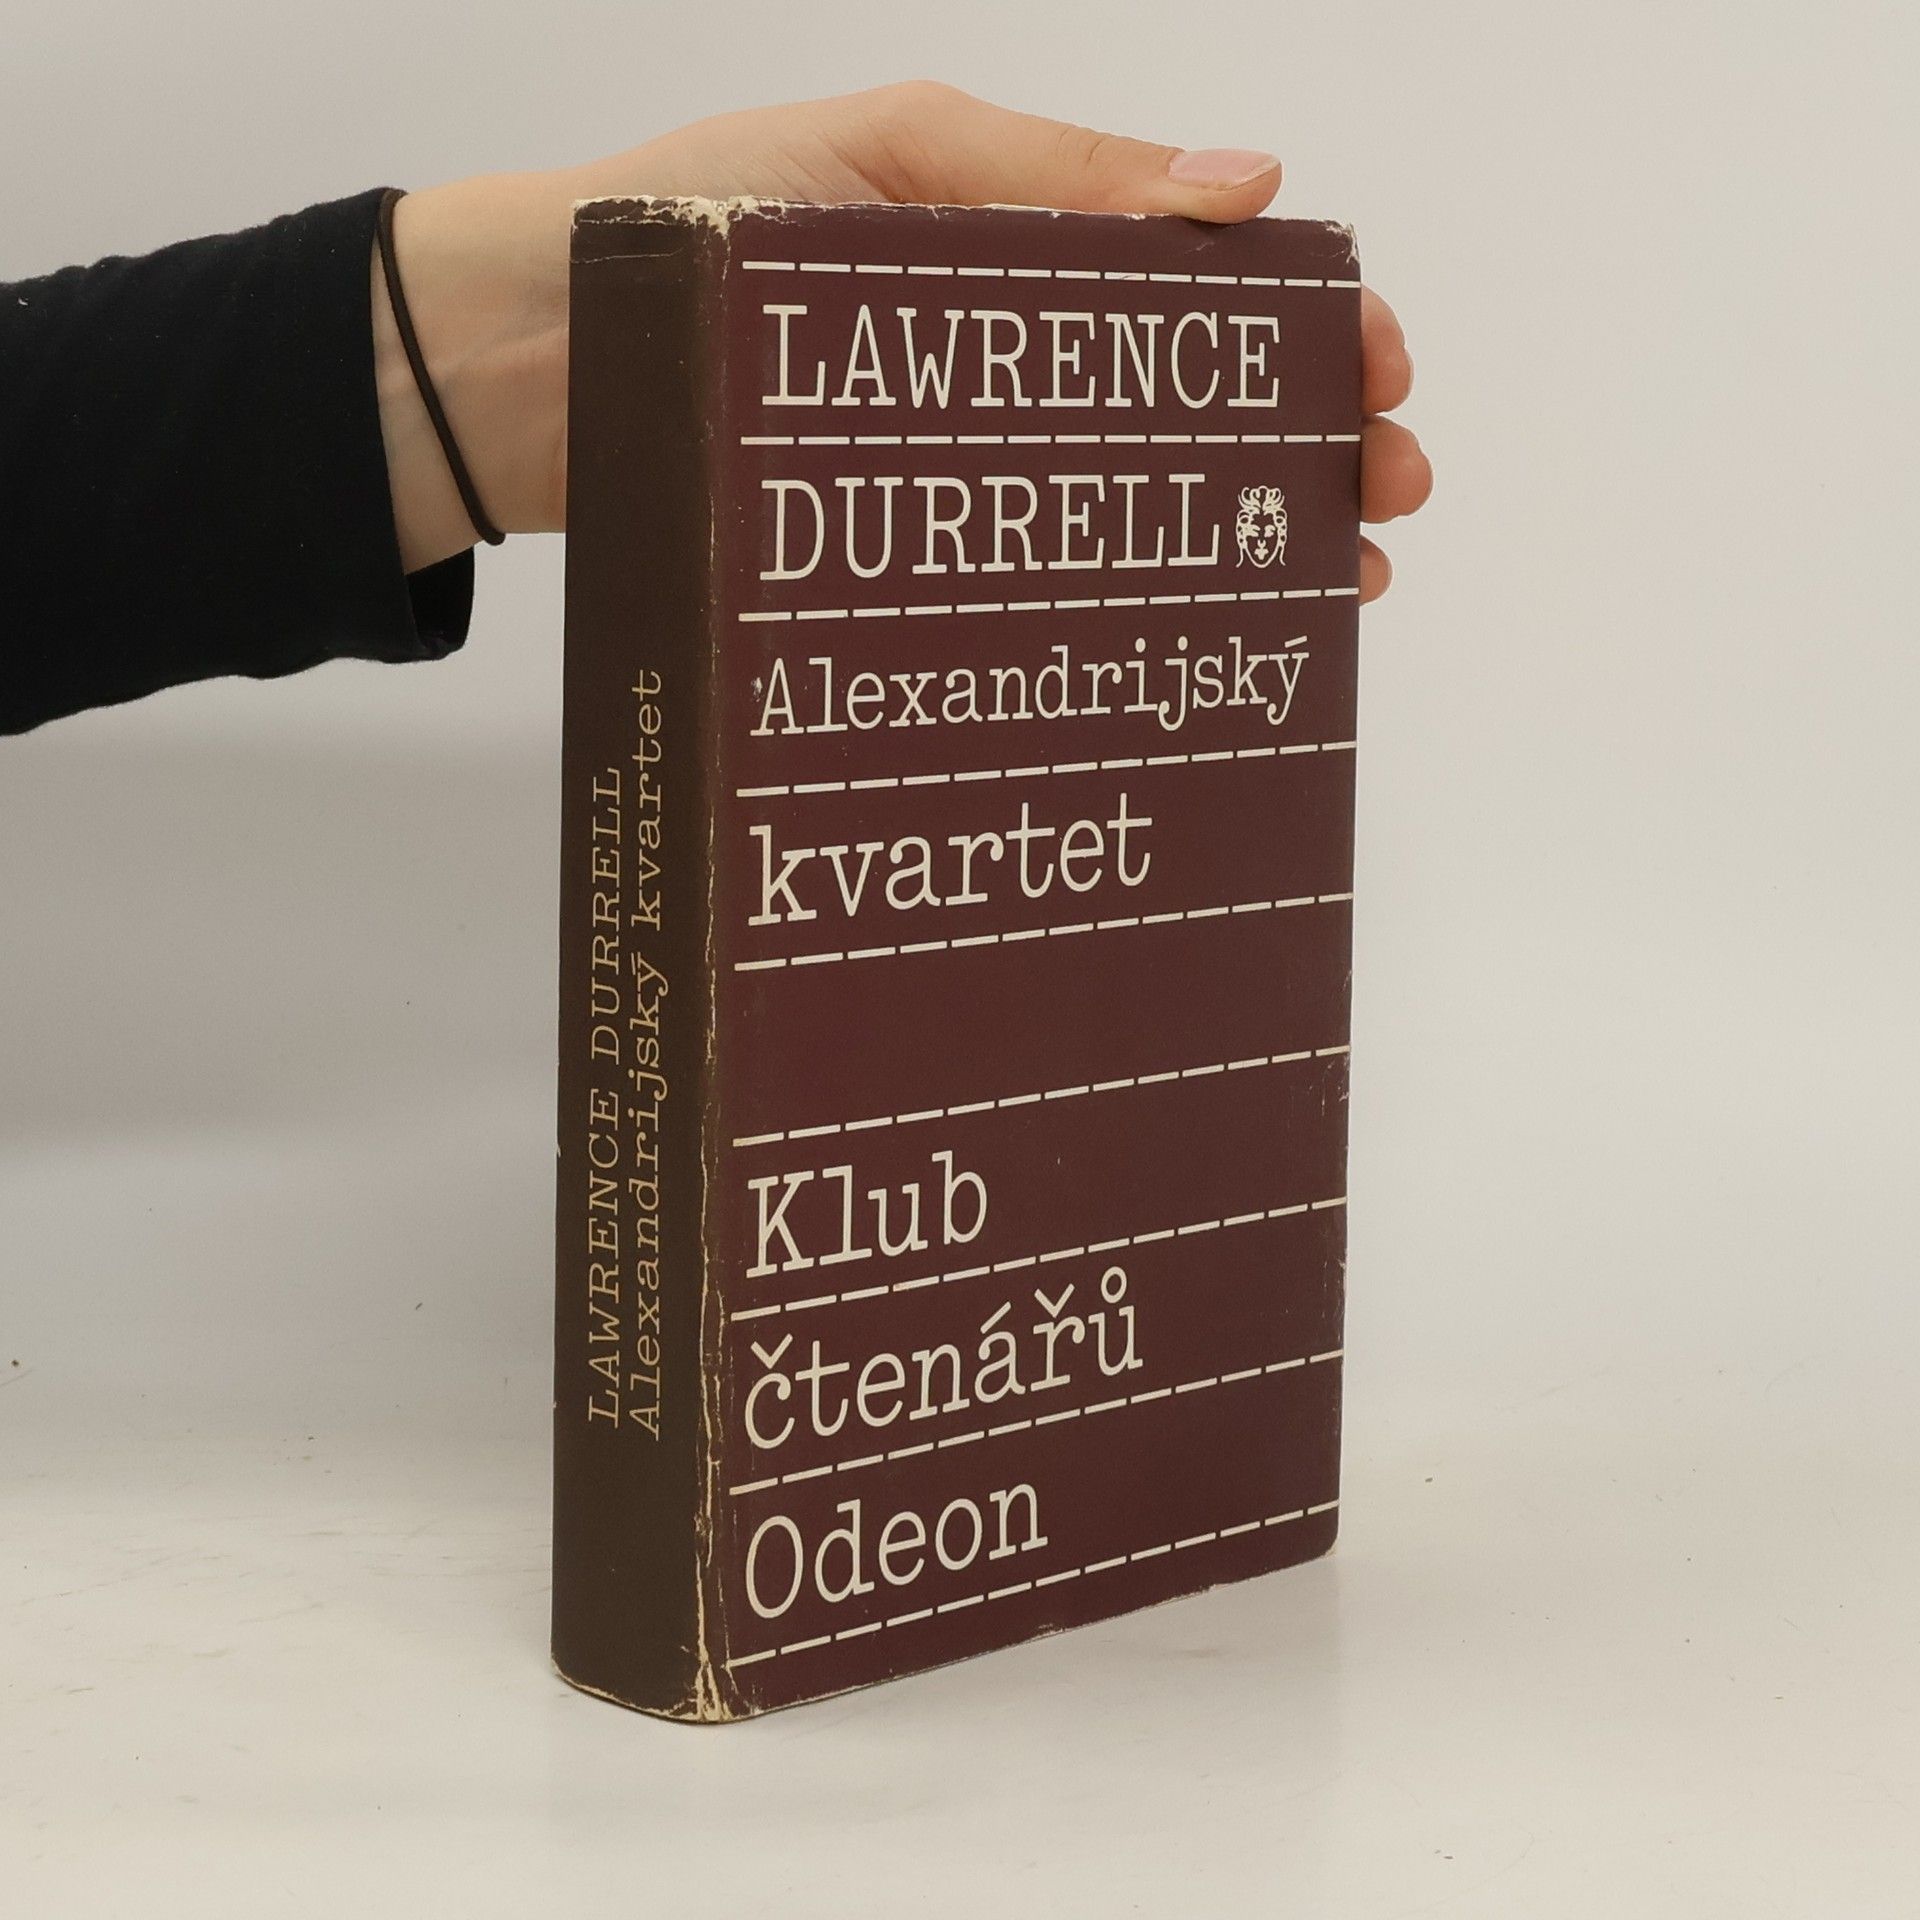 LAWRENCE DURRELL
Alexandrijský kvartet
LAWRENCE
DURRELL
Alexandrijský
kvartet
Klub
čtenářů
Odeon